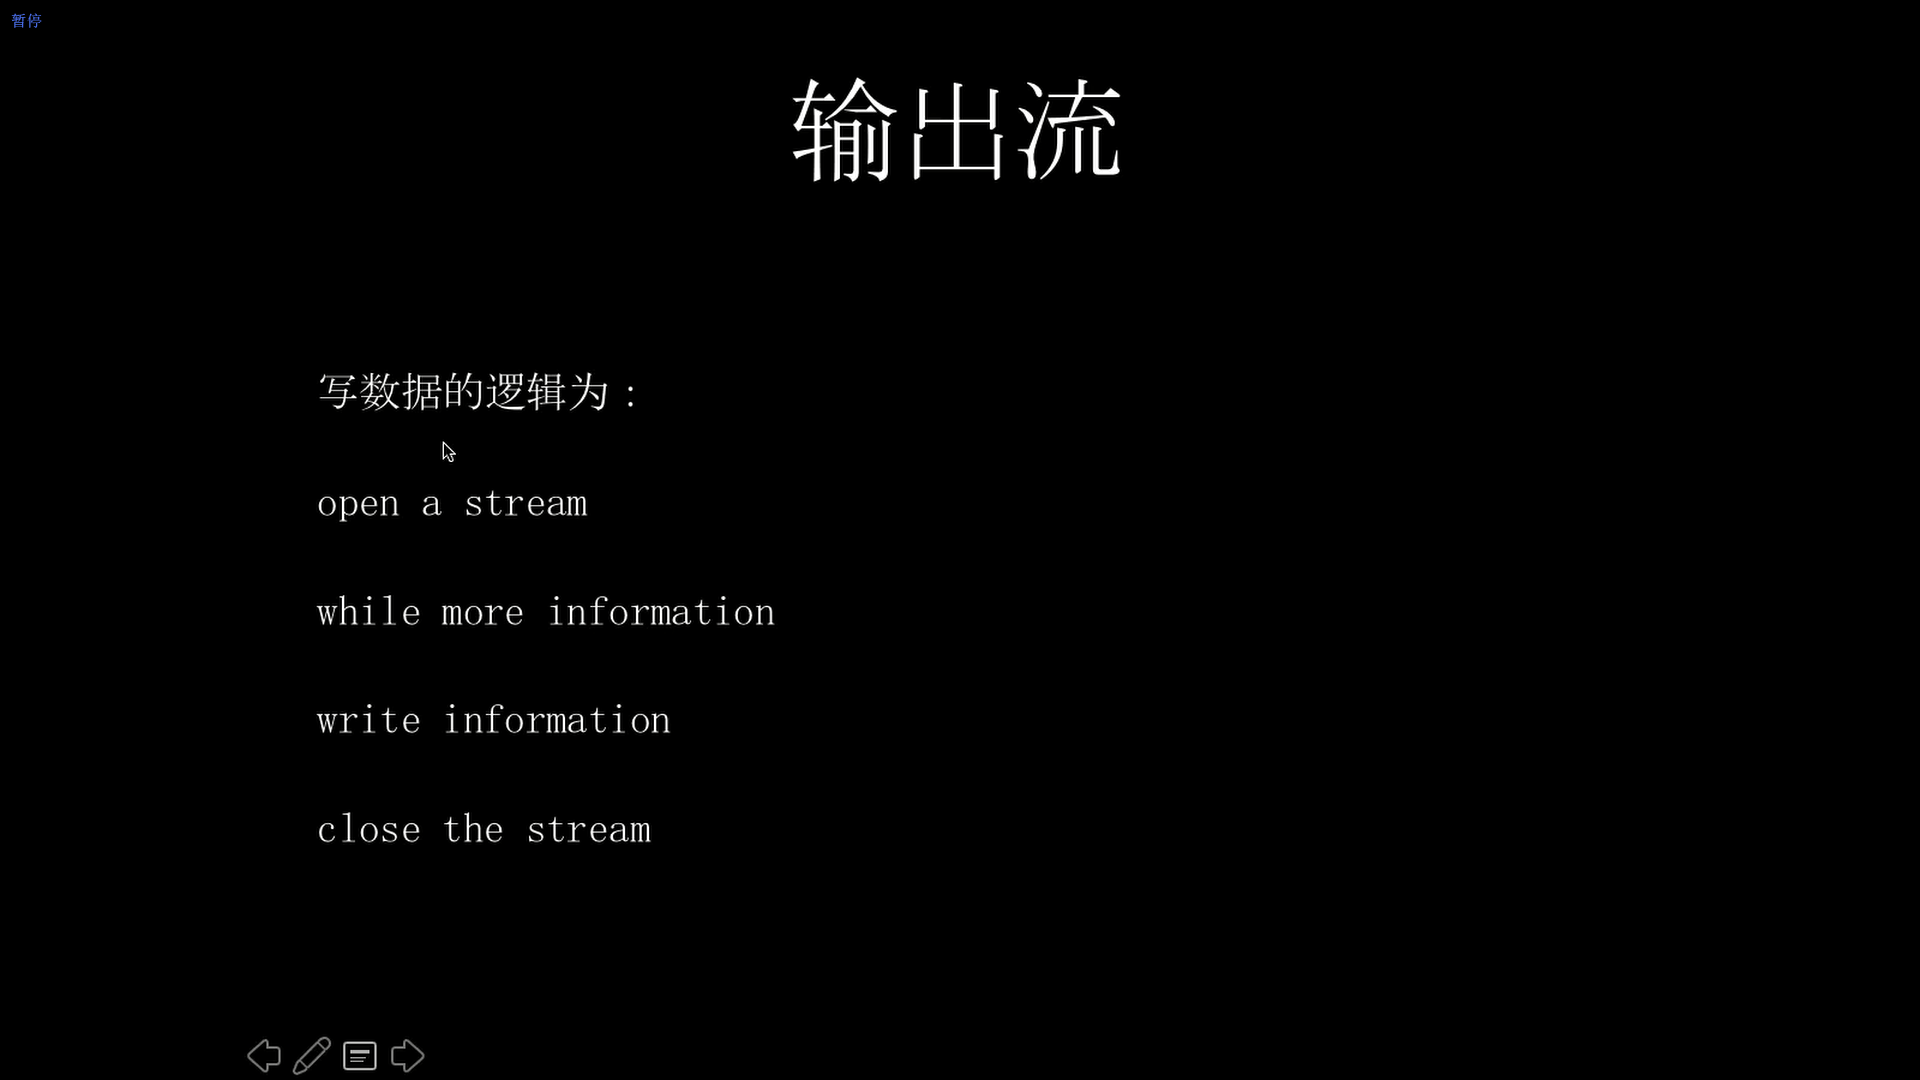 暂停
输出流
写数据的逻辑为：
open a stream
while more information
write information
close the stream